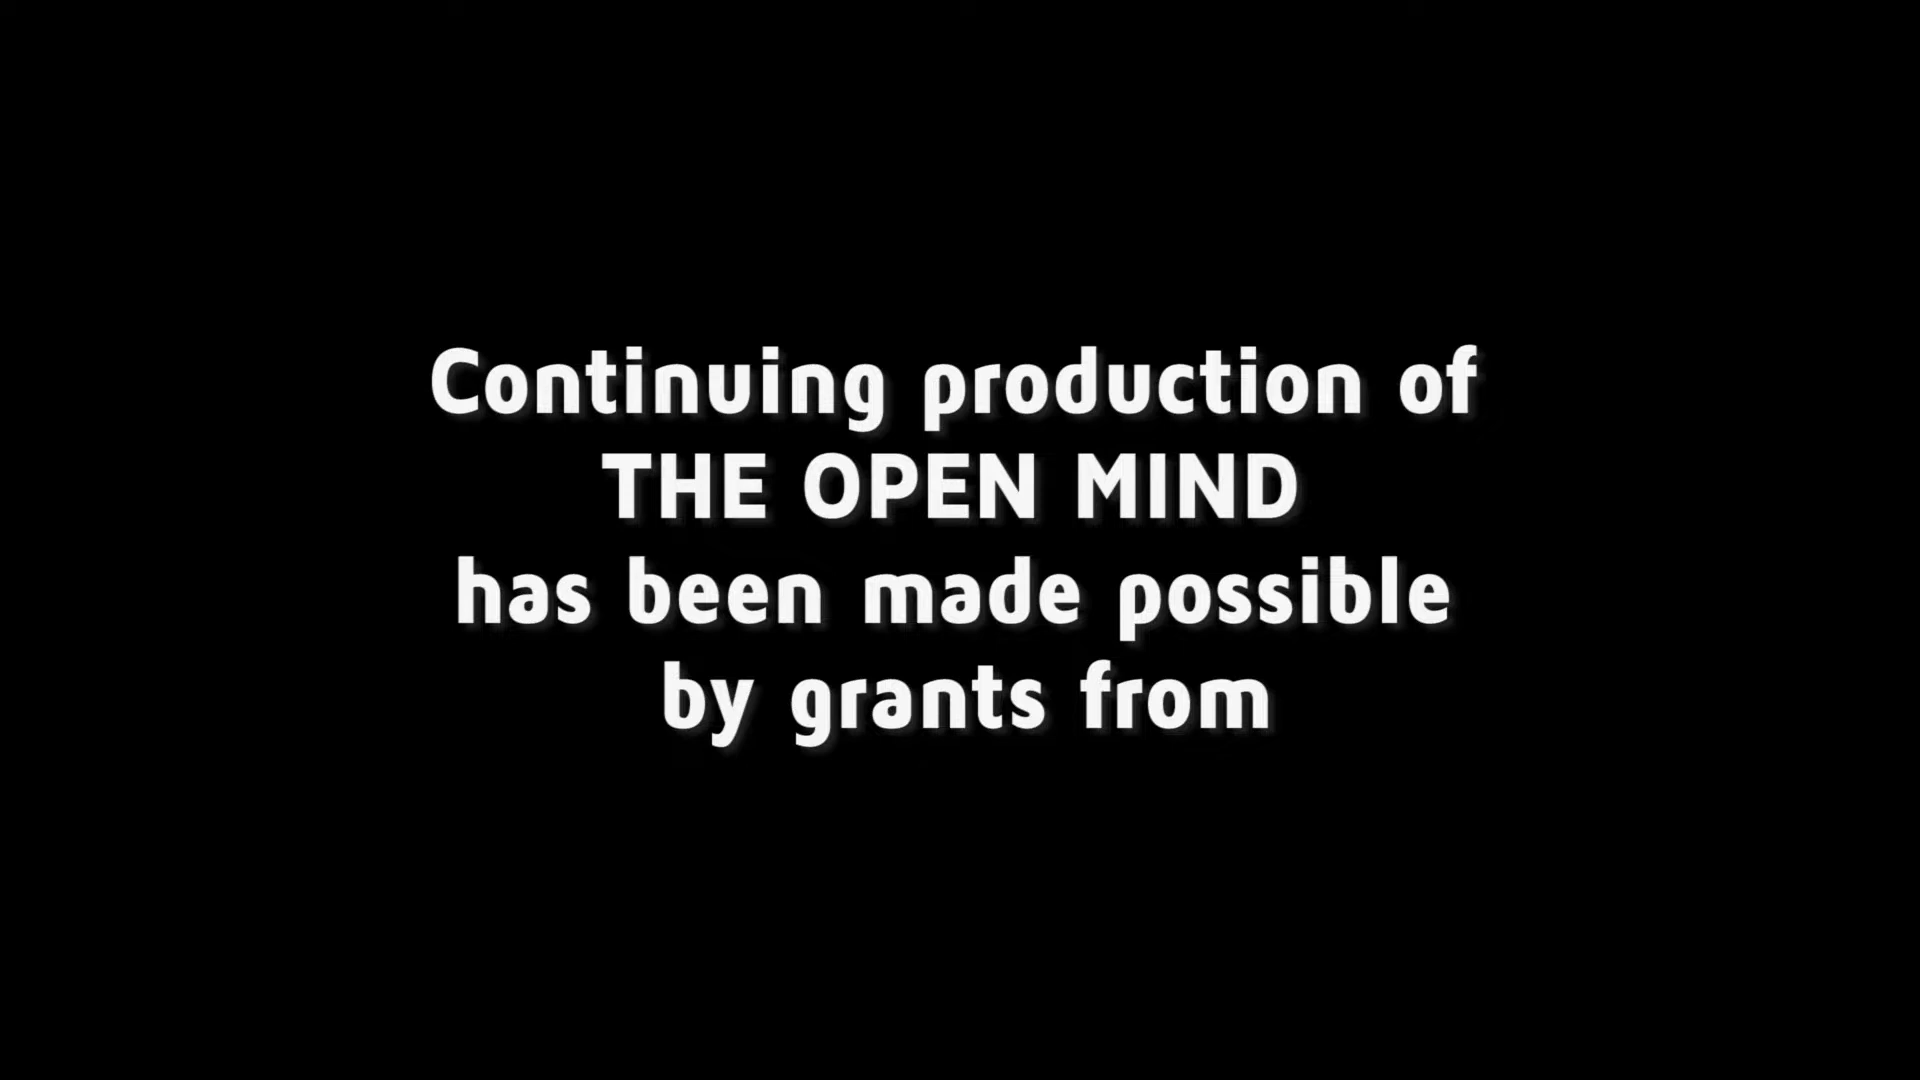 Continuing production of
THE OPEN MIND
has been made possible
by grants from